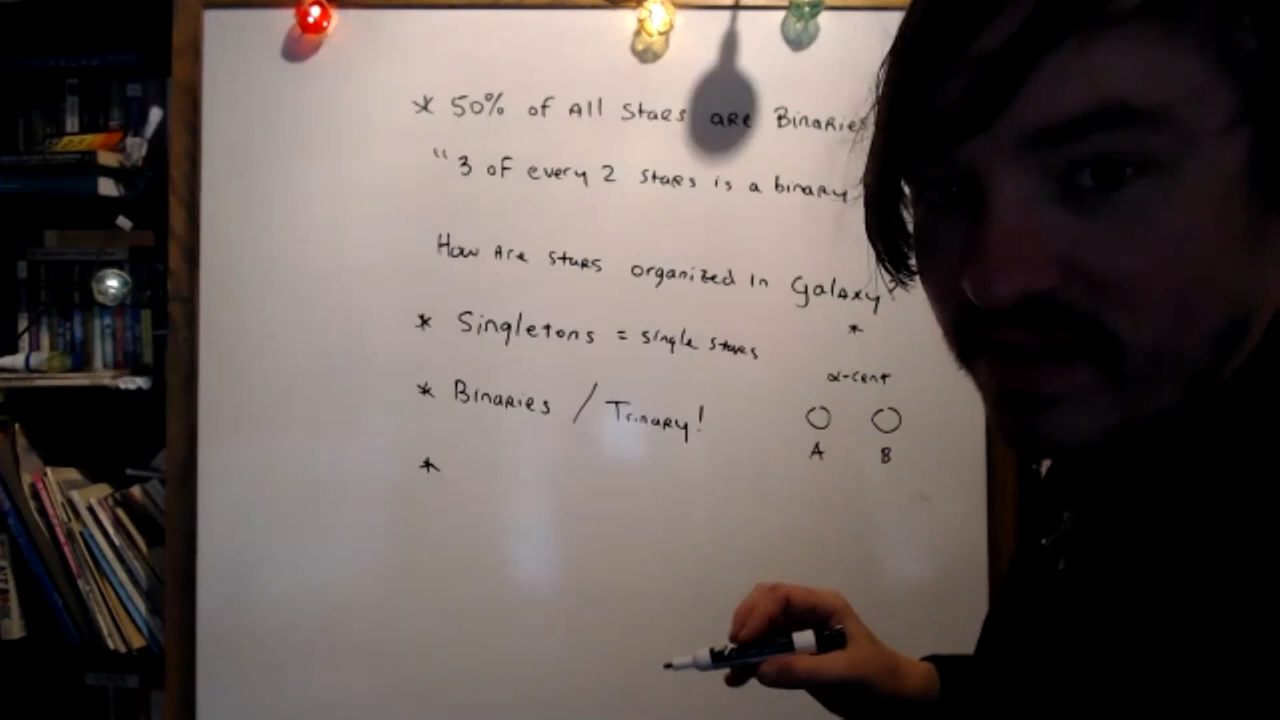 * 50% of All Stars are Binaries
"3 of every 2 stars is a binary
How Are stars organized In Galaxy?
* Singletons = single stars
*
* Binaries / Trinary!
α-cent
A B
*